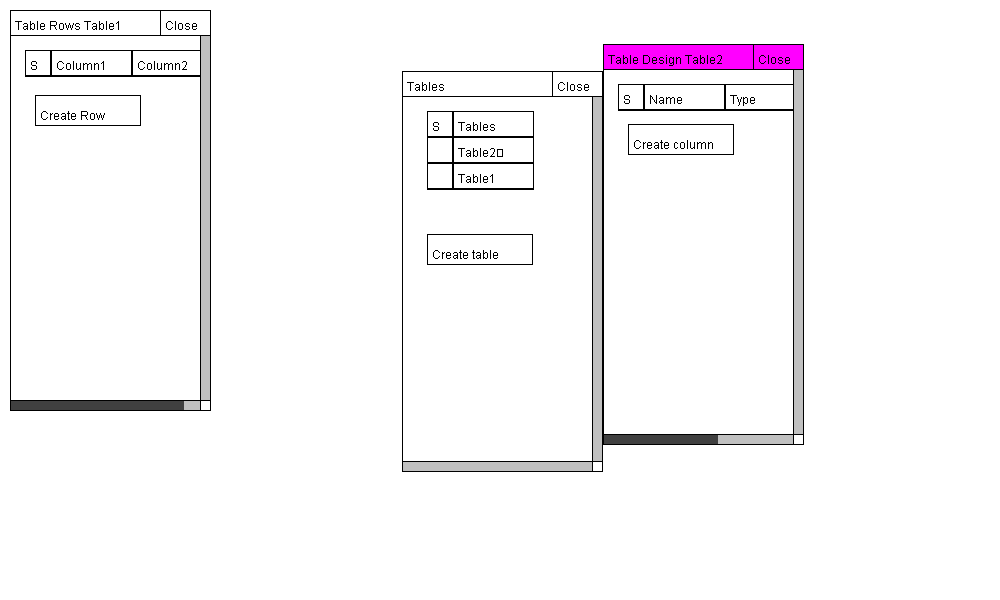 Table Rows Table1 Close
S Column1 Column2
Create Row
Tables Close
S Tables
Table2▯
Table1
Create table
Table Design Table2 Close
S Name Type
Create column